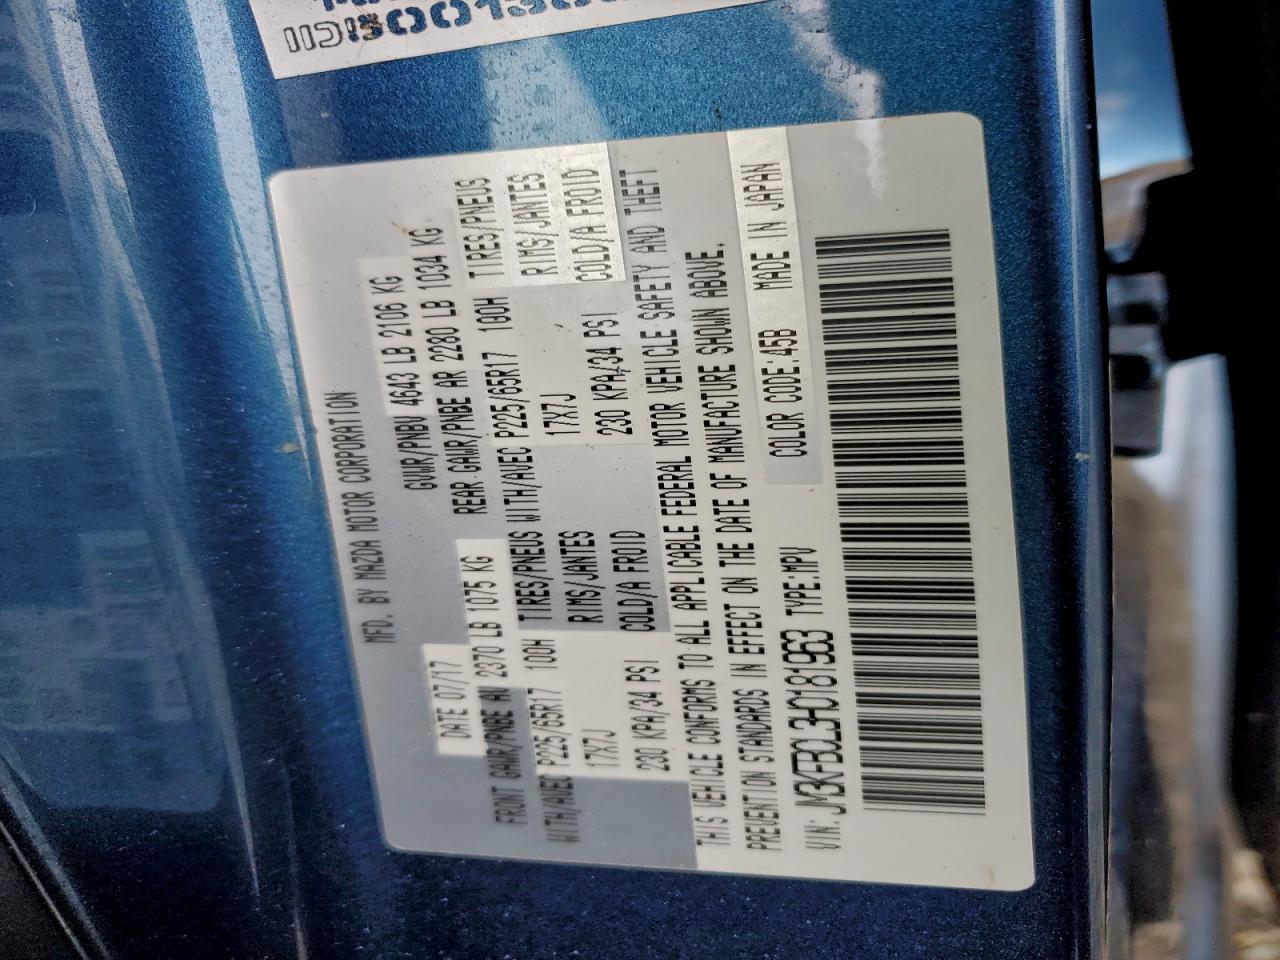 MFD. BY MAZDA MOTOR CORPORATION
DATE 07/17 GVWR/PNBV 4643 LB 2106 KG
FRONT GAWR/PNBE AV 2370 LB 1075 KG REAR GAWR/PNBE AR 2280 LB 1034 KG
WITH/AVEC P225/65R17 100H TIRES/PNEUS WITH/AVEC P225/65R17 100H TIRES/PNEUS
17X7J RIMS/JANTES 17X7J RIMS/JANTES
230 KPA/34 PSI COLD/A FROID 230 KPA/34 PSI COLD/A FROID
THIS VEHICLE CONFORMS TO ALL APPLICABLE FEDERAL MOTOR VEHICLE SAFETY AND THEFT
PREVENTION STANDARDS IN EFFECT ON THE DATE OF MANUFACTURE SHOWN ABOVE.
VIN: JM3KFBCL3H0181963 TYPE:MPV COLOR CODE:45B MADE IN JAPAN